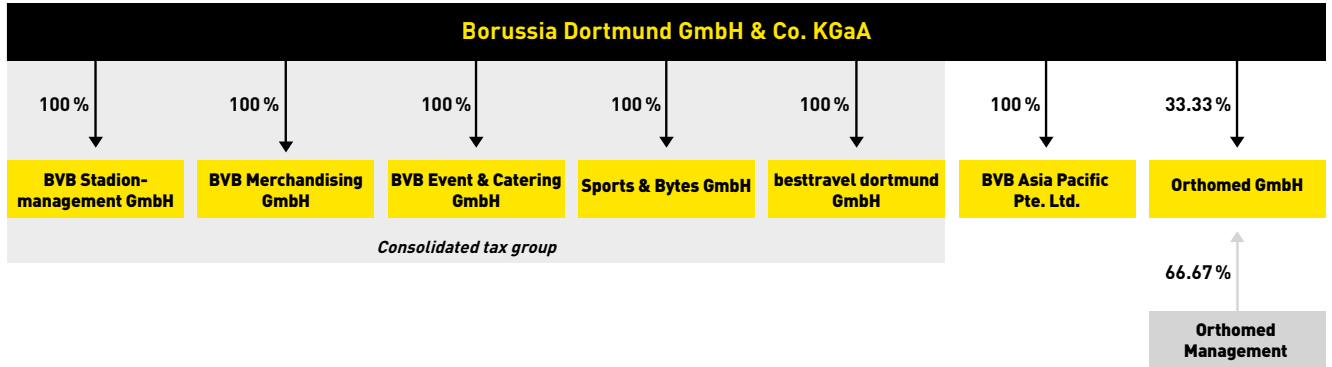 Borussia Dortmund GmbH & Co. KGaA
100 %
100 %
100 %
100 %
100 %
100 %
33.33 %
BVB Stadion-
management GmbH
BVB Merchandising
GmbH
BVB Event & Catering
GmbH
Sports & Bytes GmbH
besttravel dortmund
GmbH
BVB Asia Pacific
Pte. Ltd.
Orthomed GmbH
Consolidated tax group
66.67 %
Orthomed
Management